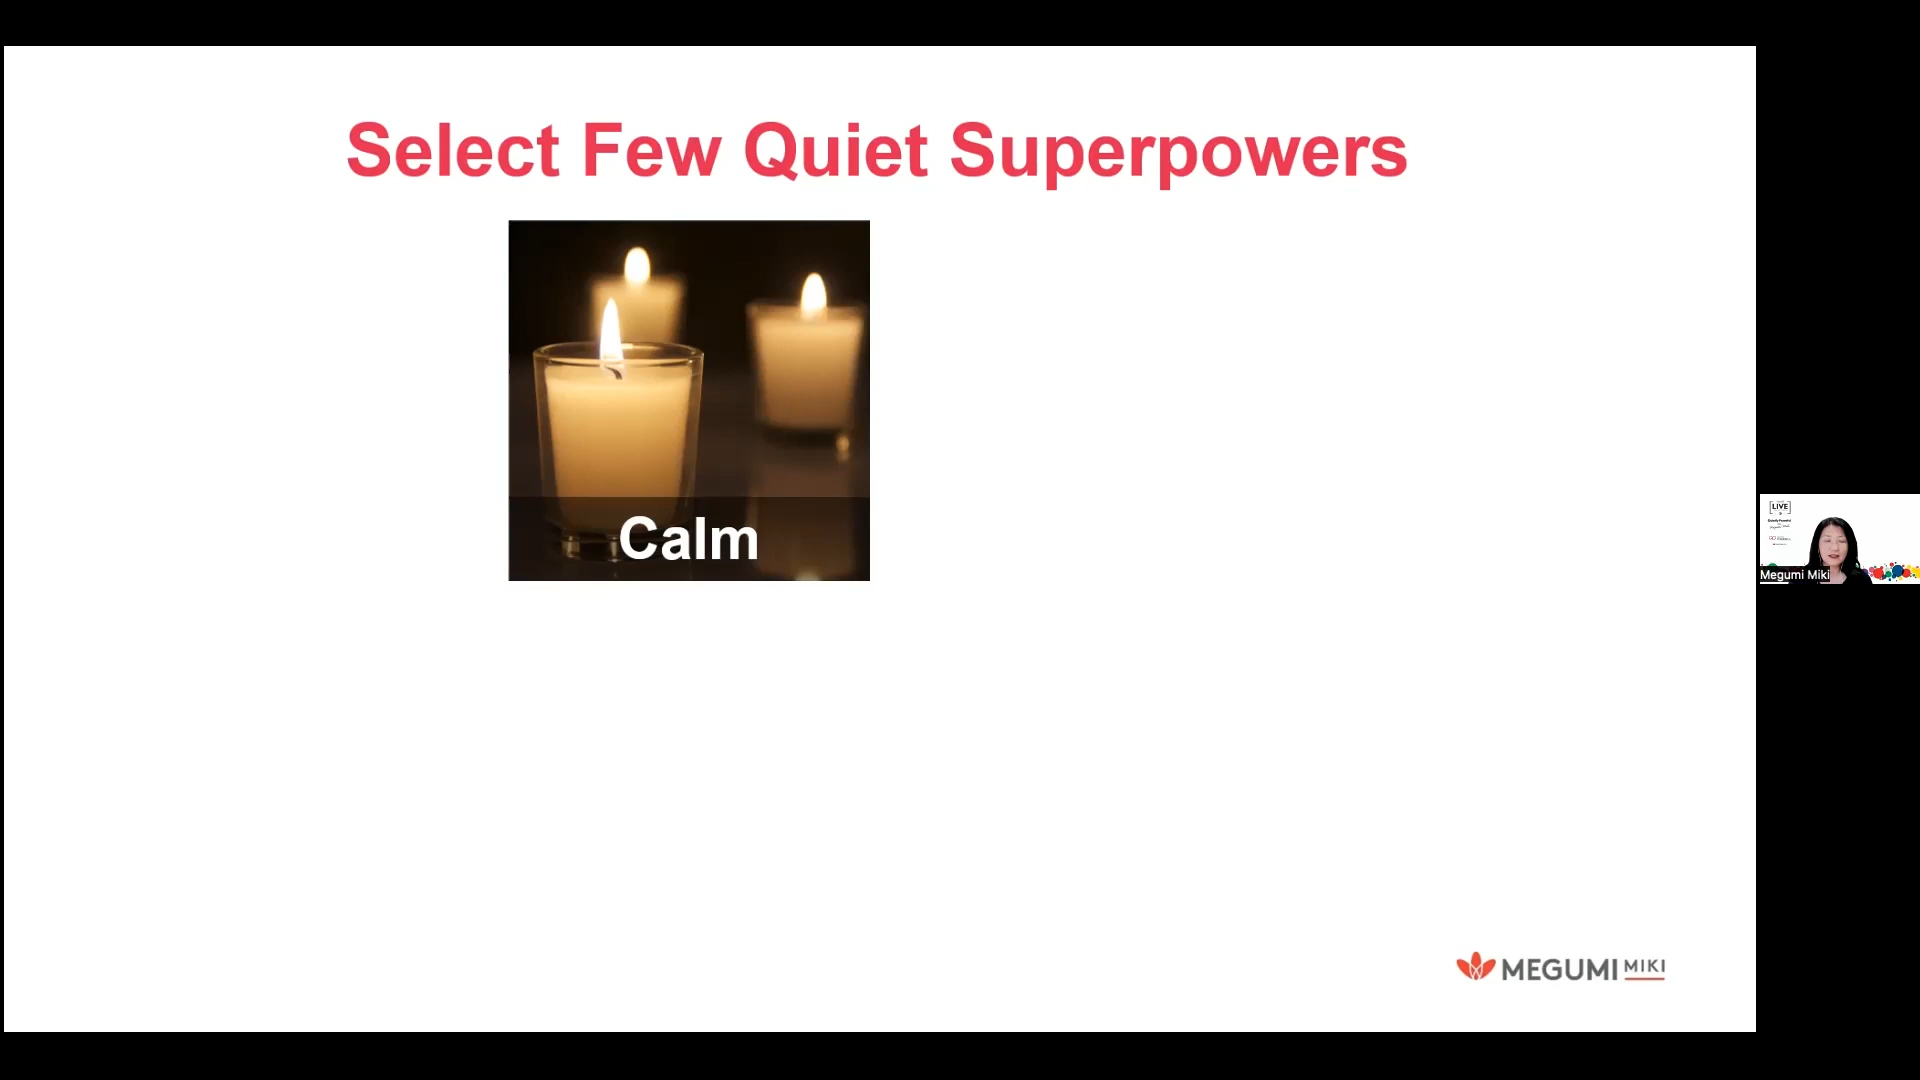 Select Few Quiet Superpowers
Calm
MEGUMI MIKI
[LIVE]
Megumi Miki